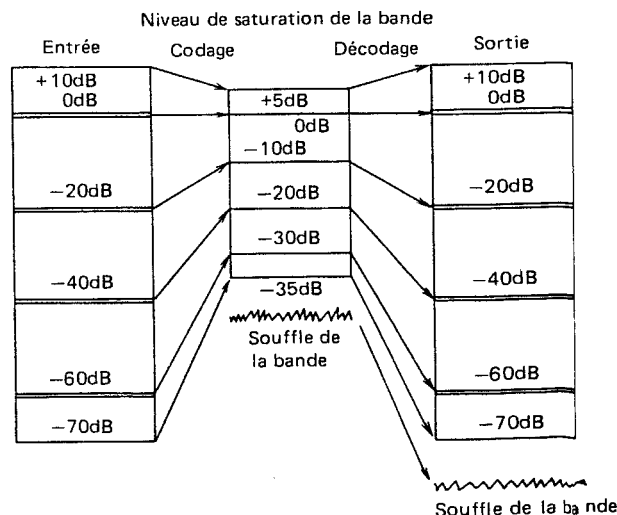 Niveau de saturation de la bande
Entrée Codage Décodage Sortie
+10dB
0dB
−20dB
−40dB
−60dB
−70dB
+5dB
0dB
−10dB
−20dB
−30dB
−35dB
Souffle de
la bande
+10dB
0dB
−20dB
−40dB
−60dB
−70dB
Souffle de la bande